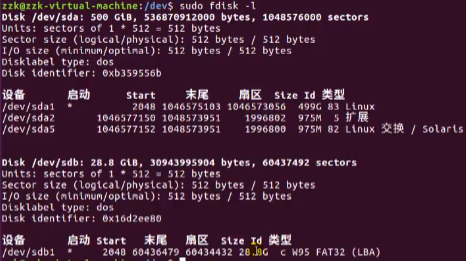 zzk@zzk-virtual-machine:/dev$ sudo fdisk -l
Disk /dev/sda: 500 GiB, 536870912000 bytes, 1048576000 sectors
Units: sectors of 1 * 512 = 512 bytes
Sector size (logical/physical): 512 bytes / 512 bytes
I/O size (minimum/optimal): 512 bytes / 512 bytes
Disklabel type: dos
Disk identifier: 0xb359556b
设备 启动 Start 末尾 扇区 Size Id 类型
/dev/sda1 * 2048 1046575103 1046573056 499G 83 Linux
/dev/sda2 1046577150 1048573951 1996802 975M 5 扩展
/dev/sda5 1046577152 1048573951 1996800 975M 82 Linux 交换 / Solaris
Disk /dev/sdb: 28.8 GiB, 30943995904 bytes, 60437492 sectors
Units: sectors of 1 * 512 = 512 bytes
Sector size (logical/physical): 512 bytes / 512 bytes
I/O size (minimum/optimal): 512 bytes / 512 bytes
Disklabel type: dos
Disk identifier: 0x16d2ee80
设备 启动 Start 末尾 扇区 Size Id 类型
/dev/sdb1 * 2048 60436479 60434432 28.8G c W95 FAT32 (LBA)